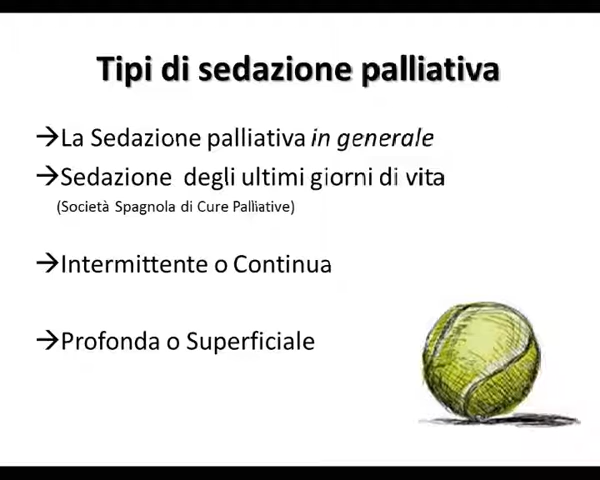 Tipi di sedazione palliativa
→La Sedazione palliativa in generale
→Sedazione degli ultimi giorni di vita
(Società Spagnola di Cure Palliative)
→Intermittente o Continua
→Profonda o Superficiale